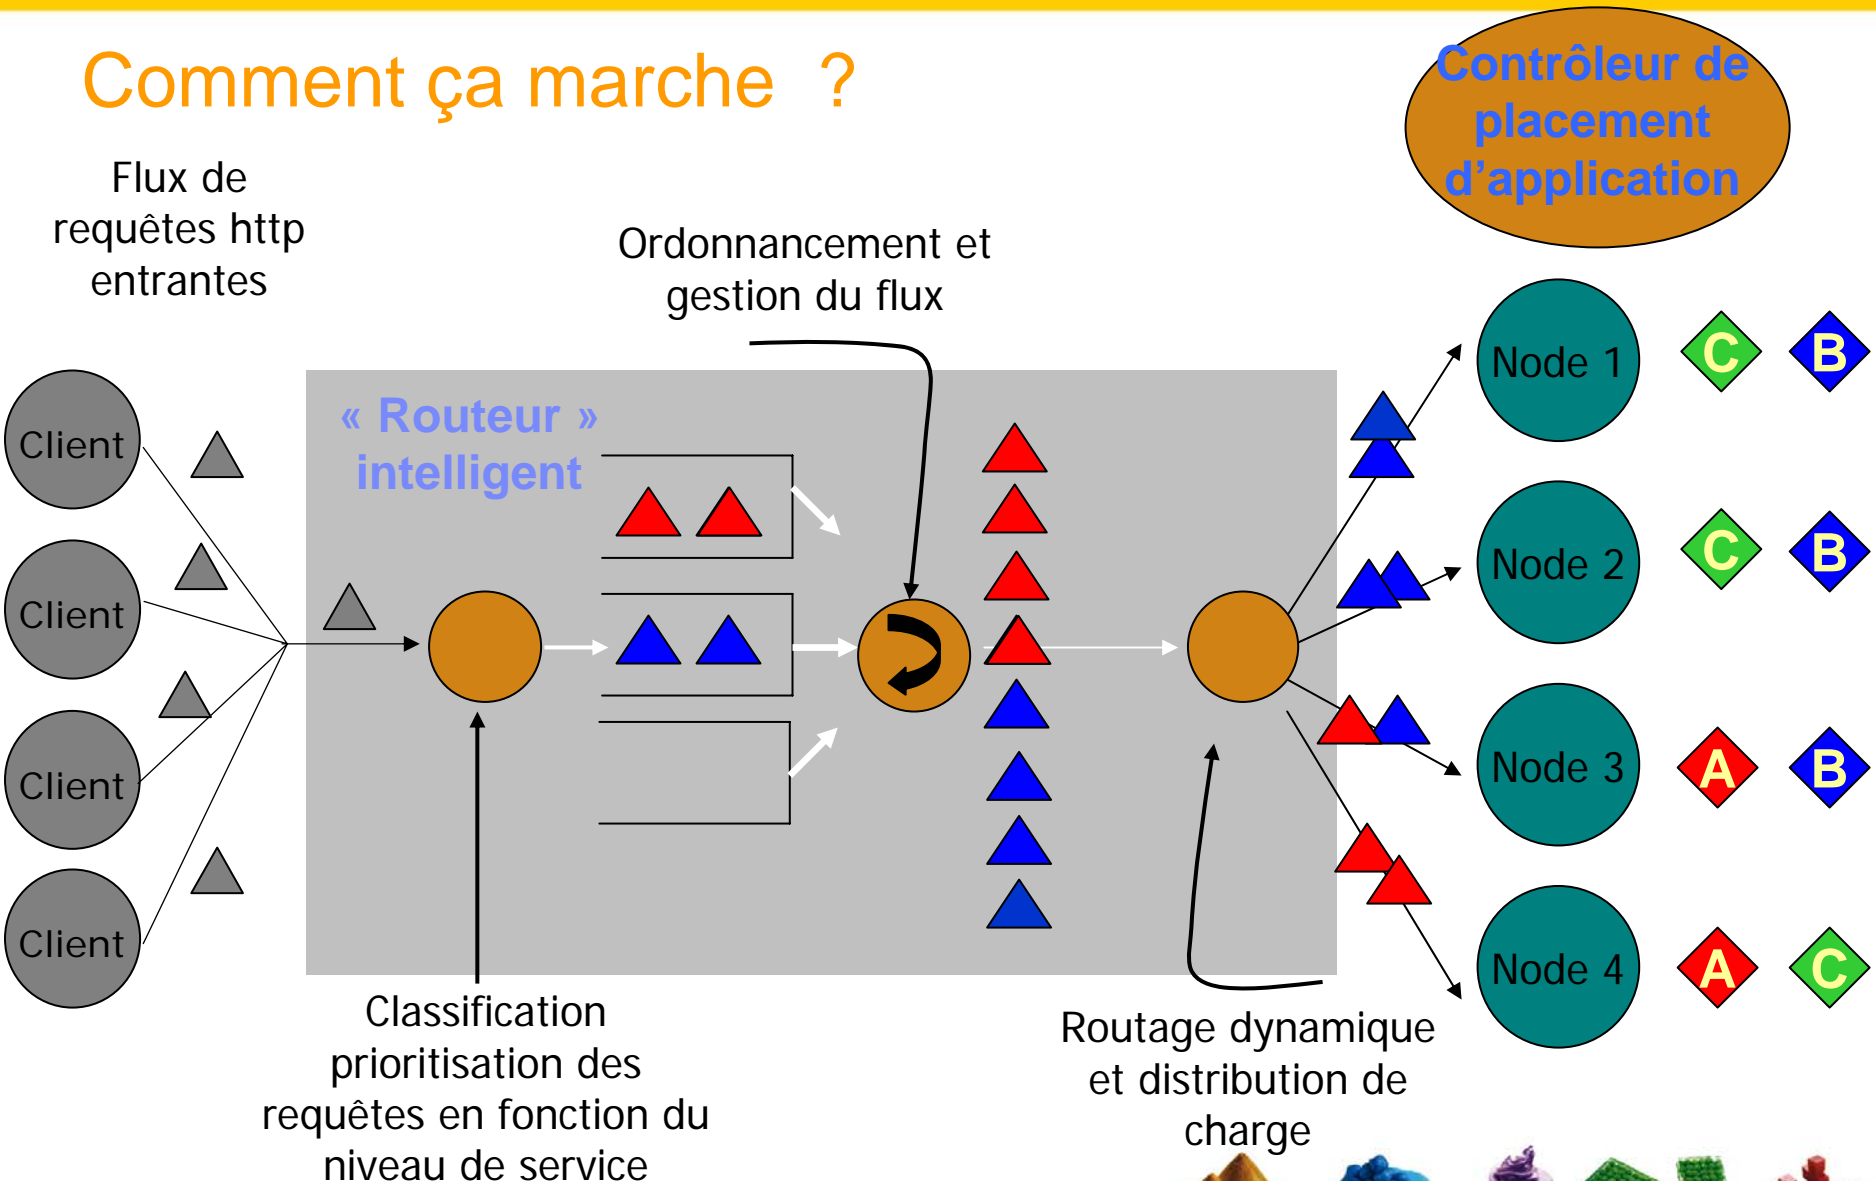 Comment ça marche ?
Contrôleur de
placement
d’application
Flux de
requêtes http
entrantes
Ordonnancement et
gestion du flux
« Routeur »
intelligent
Client
Client
Client
Client
Node 1
C
B
Node 2
C
B
Node 3
A
B
Node 4
A
C
Classification
prioritisation des
requêtes en fonction du
niveau de service
Routage dynamique
et distribution de
charge